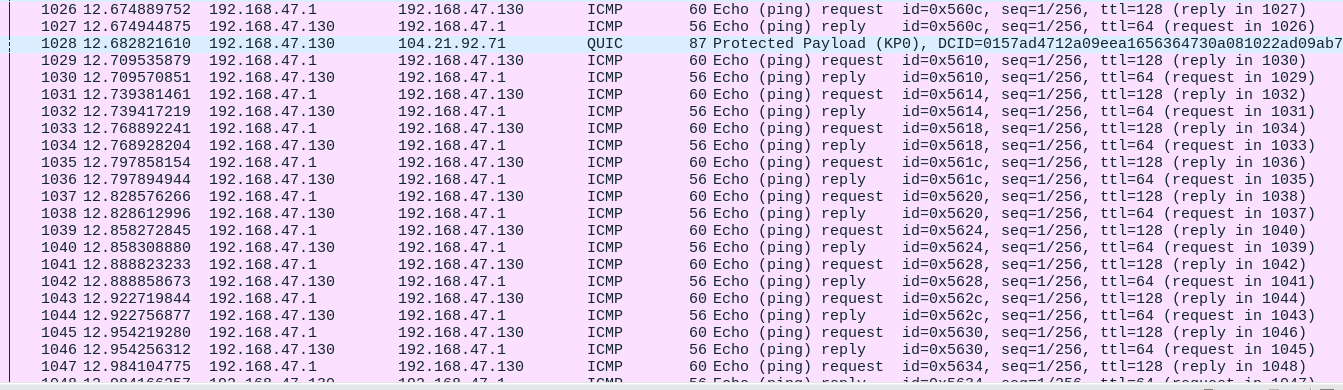 1026 12.674889752 192.168.47.1 192.168.47.130 ICMP 60 Echo (ping) request id=0x560c, seq=1/256, ttl=128 (reply in 1027)
1027 12.674944875 192.168.47.130 192.168.47.1 ICMP 56 Echo (ping) reply id=0x560c, seq=1/256, ttl=64 (request in 1026)
1028 12.682821610 192.168.47.130 104.21.92.71 QUIC 87 Protected Payload (KP0), DCID=0157ad4712a09eea1656364730a081022ad09ab7
1029 12.709535879 192.168.47.1 192.168.47.130 ICMP 60 Echo (ping) request id=0x5610, seq=1/256, ttl=128 (reply in 1030)
1030 12.709570851 192.168.47.130 192.168.47.1 ICMP 56 Echo (ping) reply id=0x5610, seq=1/256, ttl=64 (request in 1029)
1031 12.739381461 192.168.47.1 192.168.47.130 ICMP 60 Echo (ping) request id=0x5614, seq=1/256, ttl=128 (reply in 1032)
1032 12.739417219 192.168.47.130 192.168.47.1 ICMP 56 Echo (ping) reply id=0x5614, seq=1/256, ttl=64 (request in 1031)
1033 12.768892241 192.168.47.1 192.168.47.130 ICMP 60 Echo (ping) request id=0x5618, seq=1/256, ttl=128 (reply in 1034)
1034 12.768928204 192.168.47.130 192.168.47.1 ICMP 56 Echo (ping) reply id=0x5618, seq=1/256, ttl=64 (request in 1033)
1035 12.797858154 192.168.47.1 192.168.47.130 ICMP 60 Echo (ping) request id=0x561c, seq=1/256, ttl=128 (reply in 1036)
1036 12.797894944 192.168.47.130 192.168.47.1 ICMP 56 Echo (ping) reply id=0x561c, seq=1/256, ttl=64 (request in 1035)
1037 12.828576266 192.168.47.1 192.168.47.130 ICMP 60 Echo (ping) request id=0x5620, seq=1/256, ttl=128 (reply in 1038)
1038 12.828612996 192.168.47.130 192.168.47.1 ICMP 56 Echo (ping) reply id=0x5620, seq=1/256, ttl=64 (request in 1037)
1039 12.858272845 192.168.47.1 192.168.47.130 ICMP 60 Echo (ping) request id=0x5624, seq=1/256, ttl=128 (reply in 1040)
1040 12.858308880 192.168.47.130 192.168.47.1 ICMP 56 Echo (ping) reply id=0x5624, seq=1/256, ttl=64 (request in 1039)
1041 12.888823233 192.168.47.1 192.168.47.130 ICMP 60 Echo (ping) request id=0x5628, seq=1/256, ttl=128 (reply in 1042)
1042 12.888858673 192.168.47.130 192.168.47.1 ICMP 56 Echo (ping) reply id=0x5628, seq=1/256, ttl=64 (request in 1041)
1043 12.922719844 192.168.47.1 192.168.47.130 ICMP 60 Echo (ping) request id=0x562c, seq=1/256, ttl=128 (reply in 1044)
1044 12.922756877 192.168.47.130 192.168.47.1 ICMP 56 Echo (ping) reply id=0x562c, seq=1/256, ttl=64 (request in 1043)
1045 12.954219280 192.168.47.1 192.168.47.130 ICMP 60 Echo (ping) request id=0x5630, seq=1/256, ttl=128 (reply in 1046)
1046 12.954256312 192.168.47.130 192.168.47.1 ICMP 56 Echo (ping) reply id=0x5630, seq=1/256, ttl=64 (request in 1045)
1047 12.984104775 192.168.47.1 192.168.47.130 ICMP 60 Echo (ping) request id=0x5634, seq=1/256, ttl=128 (reply in 1048)